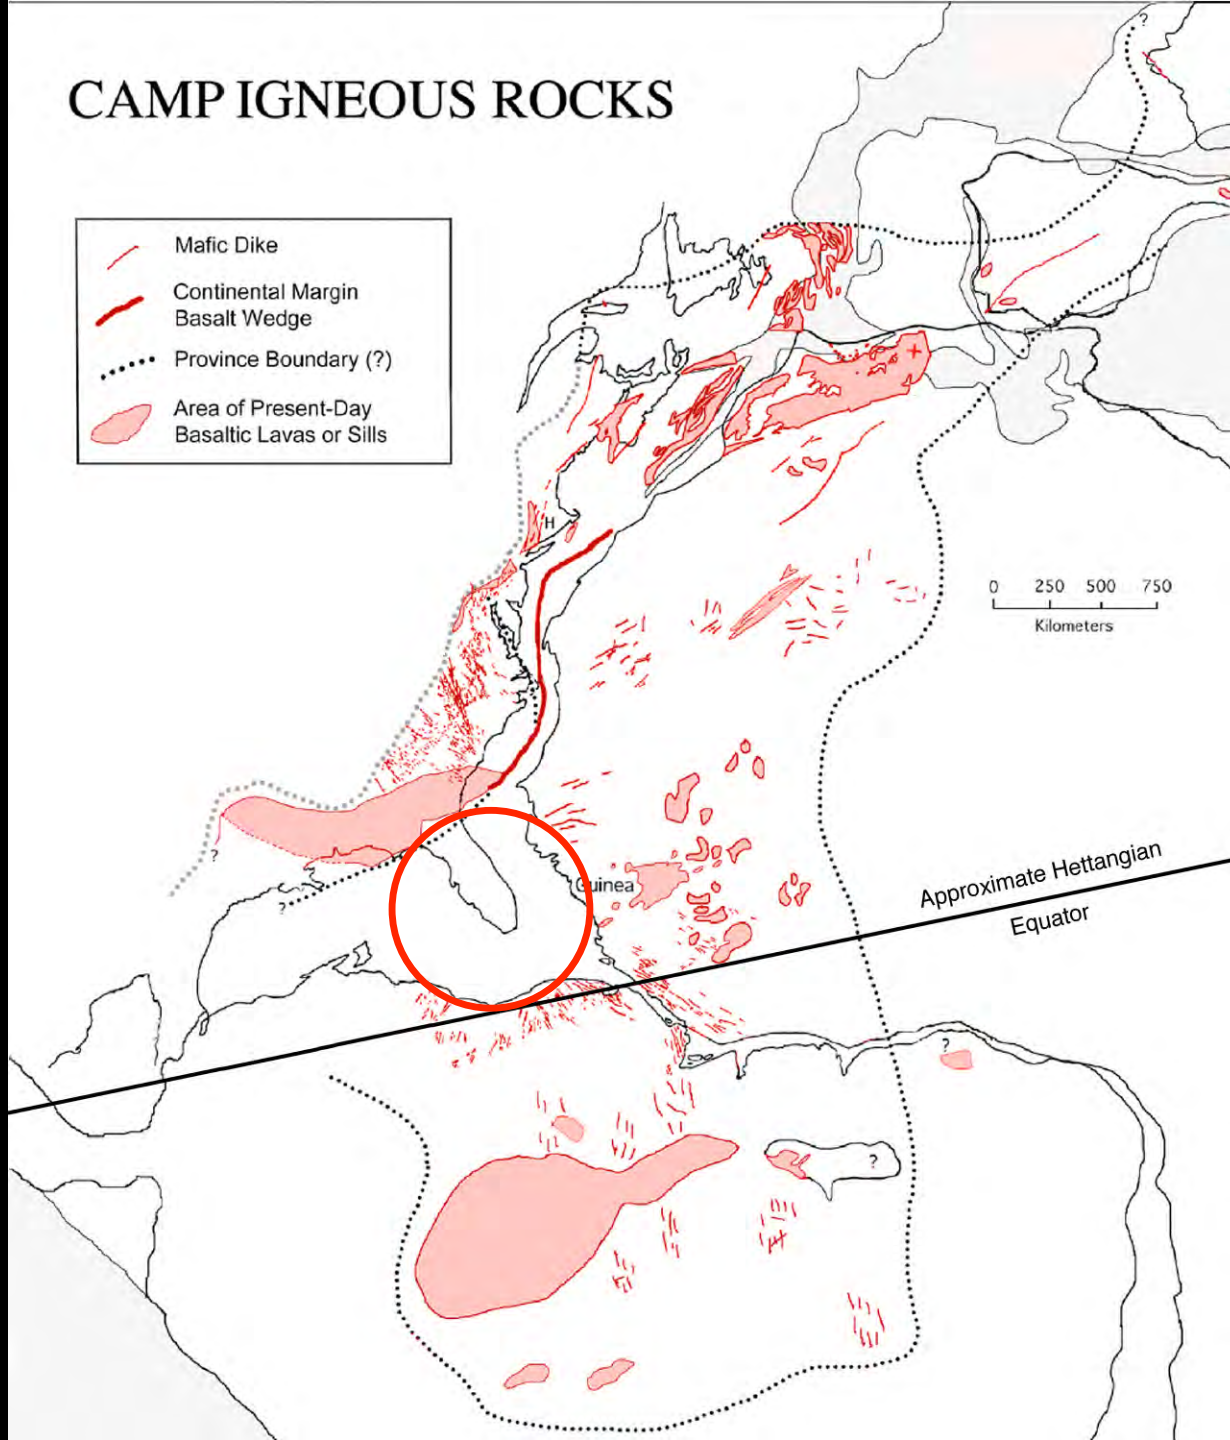 ?
CAMP IGNEOUS ROCKS
Mafic Dike
Continental Margin
Basalt Wedge
Province Boundary (?)
Area of Present-Day
Basaltic Lavas or Sills
H
0 250 500 750
Kilometers
?
Guinea
?
Approximate Hettangian
Equator
?
?